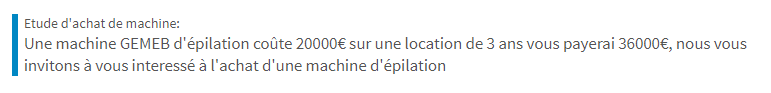 Etude d'achat de machine:
Une machine GEMEB d'épilation coûte 20000€ sur une location de 3 ans vous payerai 36000€, nous vous
invitons à vous interessé à l'achat d'une machine d'épilation